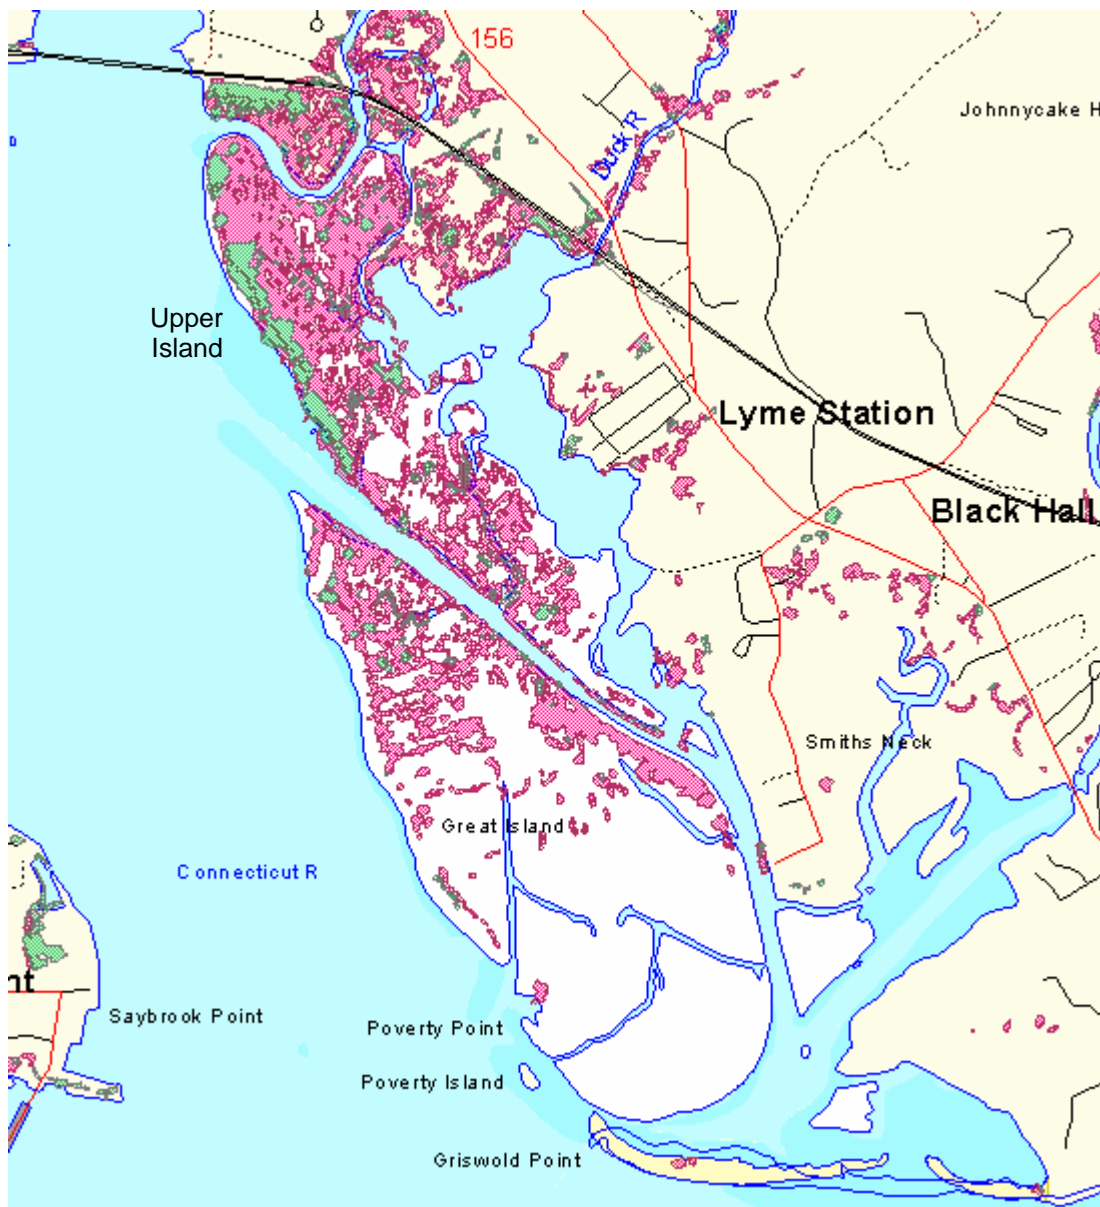 156
Johnnycake H
Duck R
Upper
Island
Lyme Station
Black Hall
Smiths Neck
Great Island
Connecticut R
nt
Saybrook Point
Poverty Point
Poverty Island
Griswold Point